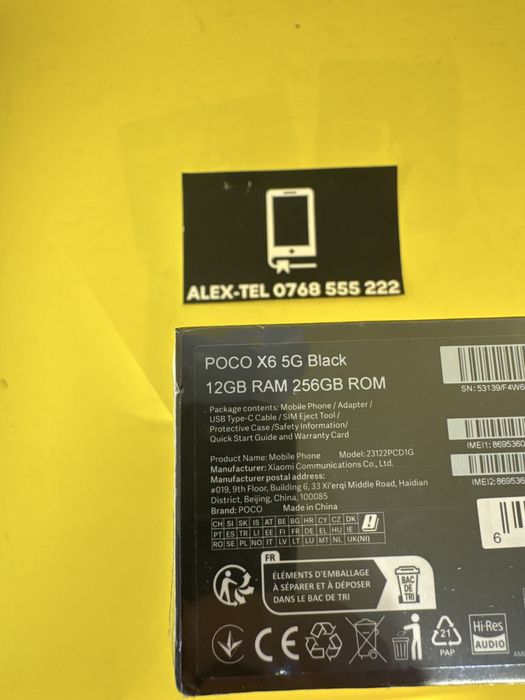 ALEX-TEL 0768 555 222
POCO X6 5G Black
12GB RAM 256GB ROM
Package contents: Mobile Phone / Adapter /
USB Type-C Cable / SIM Eject Tool /
Protective Case /Safety Information/
Quick Start Guide and Warranty Card
Product Name: Mobile Phone Model: 23122PCD1G
Manufacturer: Xiaomi Communications Co., Ltd.
Manufacturer postal address:
#019, 9th Floor, Building 6, 33 Xi'erqi Middle Road, Haidian
District, Beijing, China, 100085
Brand: POCO Made in China
CH SI SK IS AT BE BG HR CY CZ DK
PT ES TR LI EE FI FR DE EL HU IE
RO SE PL NO IT LV LT LU MT NL UK(NI)
SN: 53139/F4W6
IMEI1: 8695360
IMEI2: 869536
6
FR
ÉLÉMENTS D'EMBALLAGE
À SÉPARER ET À DÉPOSER
DANS LE BAC DE TRI
BAC
DE
TRI
CE
21
PAP
Hi-Res
AUDIO